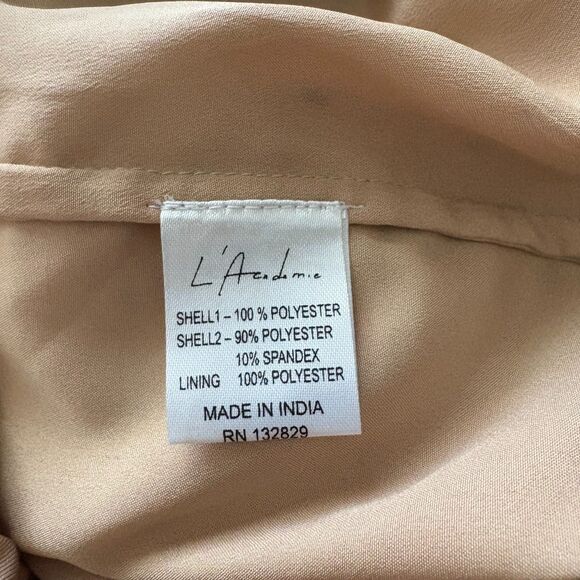 L'Academie
SHELL1 – 100 % POLYESTER
SHELL2 – 90% POLYESTER
10% SPANDEX
LINING 100% POLYESTER
MADE IN INDIA
RN 132829